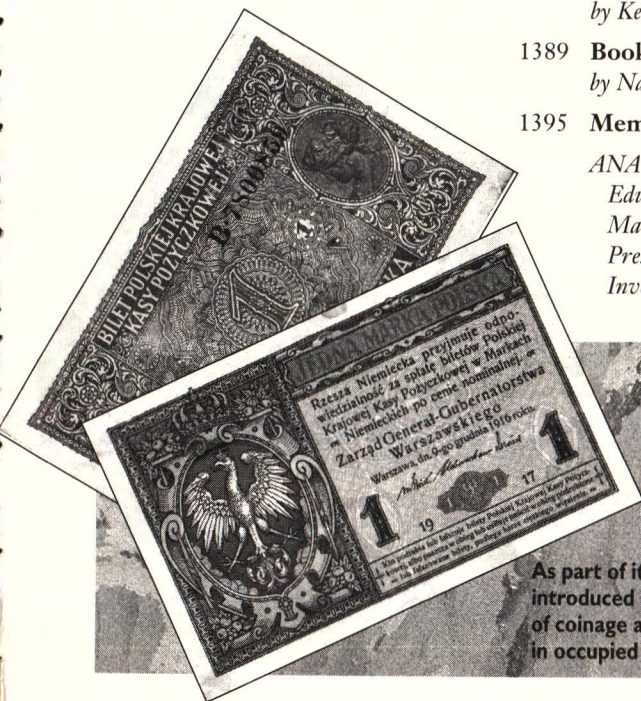 by Ke
1389 Book
by Na
1395 Mem
ANA
Edu
Ma
Pre
Inv
BILET POLSKIEJ KRAJOWEJ
KASY POŻYCZKOWEJ
1
1
JEDNA MARKA POLSKA
Rzesza Niemiecka przyjmuje odpo-
wiedzialność za spłatę biletów Polskiej
Krajowej Kasy Pożyczkowej w Markach
Niemieckich po cenie nominalnej.
Zarząd Generał-Gubernatorstwa
Warszawskiego
Warszawa, dn. 9-go grudnia 1916 roku.
1
1
19 17
As part of it
introduced
of coinage a
in occupied